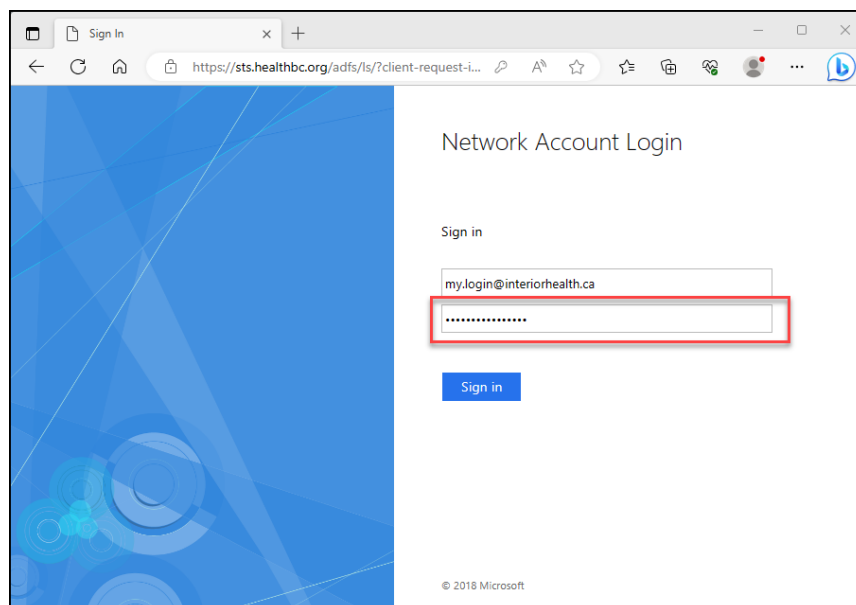 Sign In
https://sts.healthbc.org/adfs/ls/?client-request-i...
Network Account Login
Sign in
my.login@interiorhealth.ca
••••••••••••••••
Sign in
© 2018 Microsoft